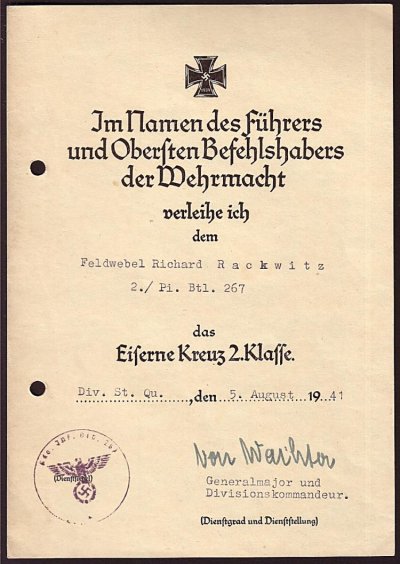 Im Namen des Führers
und Obersten Befehlshabers
der Wehrmacht
verleihe ich
dem
Feldwebel Richard Rackwitz
2./ Pi. Btl. 267
das
Eiserne Kreuz 2. Klasse.
Div. St. Qu. , den 5. August 1941
von Wachter
Generalmajor und
Divisionskommandeur.
(Dienstgrad und Dienststellung)
(Dienstsiegel)